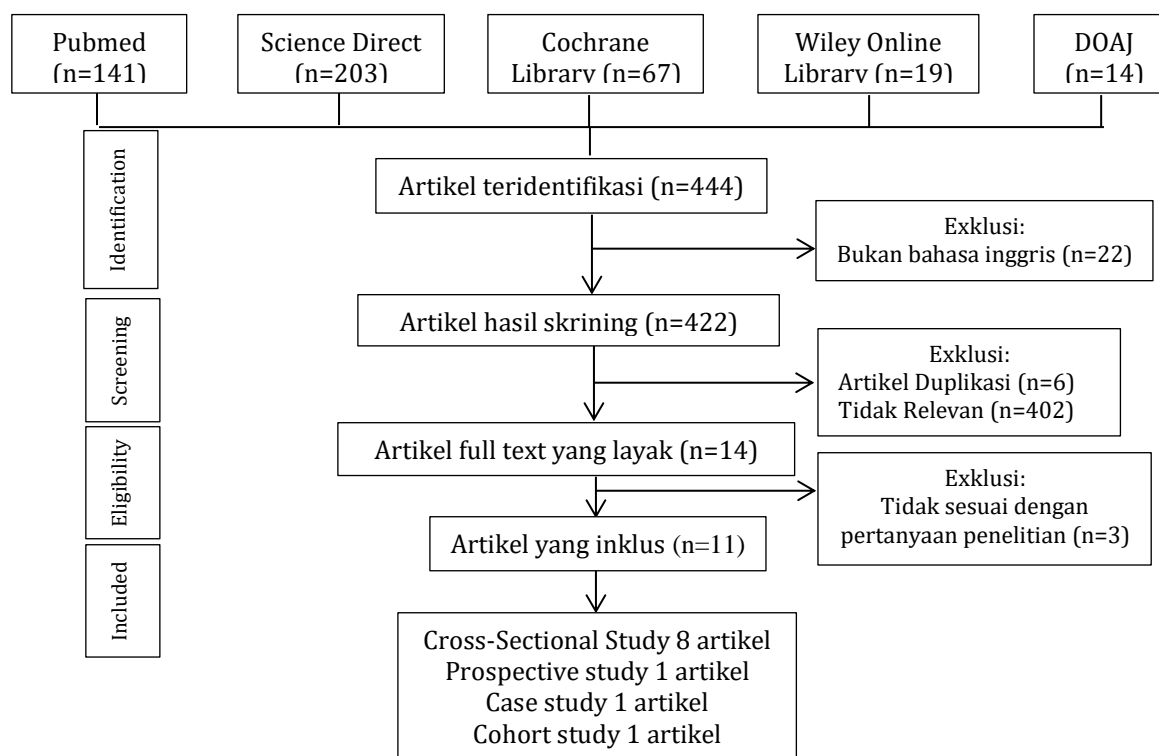 Pubmed
(n=141)
Science Direct
(n=203)
Cochrane
Library (n=67)
Wiley Online
Library (n=19)
DOAJ
(n=14)
Identification
Artikel teridentifikasi (n=444)
Exklusi:
Bukan bahasa inggris (n=22)
Screening
Artikel hasil skrining (n=422)
Exklusi:
Artikel Duplikasi (n=6)
Tidak Relevan (n=402)
Eligibility
Artikel full text yang layak (n=14)
Exklusi:
Tidak sesuai dengan
pertanyaan penelitian (n=3)
Included
Artikel yang inklus (n=11)
Cross-Sectional Study 8 artikel
Prospective study 1 artikel
Case study 1 artikel
Cohort study 1 artikel